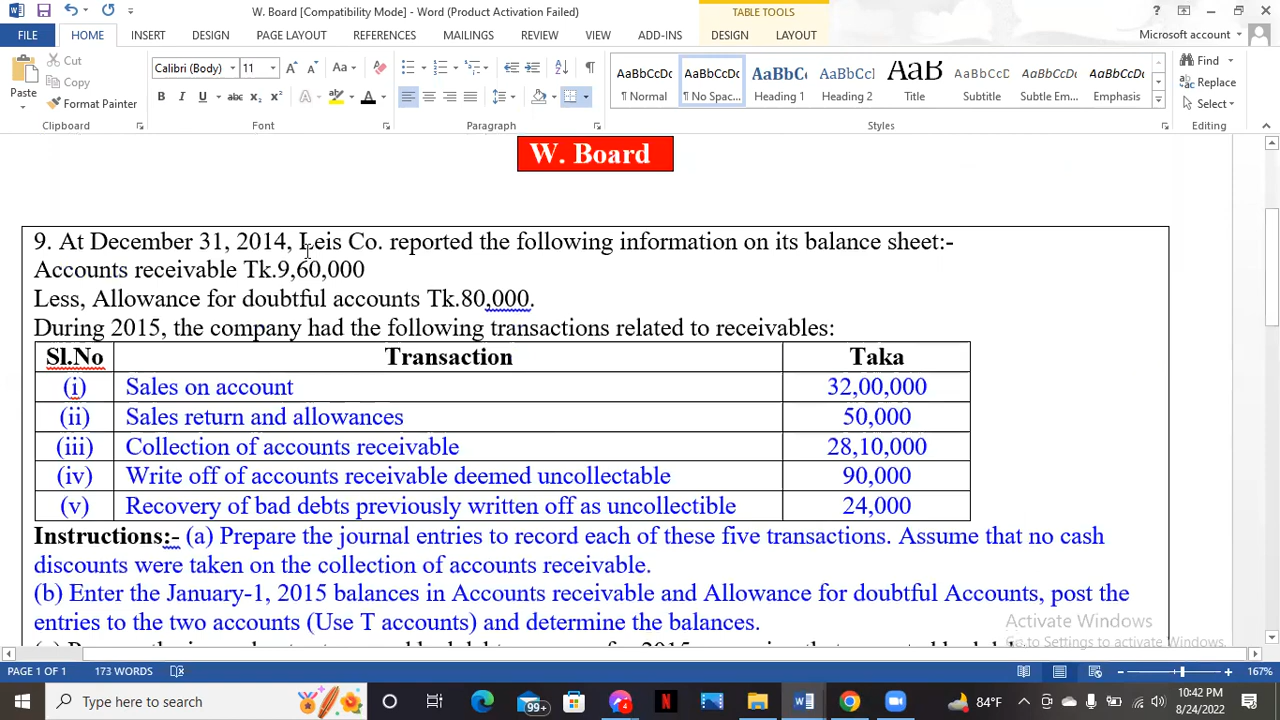 W. Board [Compatibility Mode] - Word (Product Activation Failed)
TABLE TOOLS
FILE HOME INSERT DESIGN PAGE LAYOUT REFERENCES MAILINGS REVIEW VIEW ADD-INS DESIGN LAYOUT Microsoft account
Paste
Cut
Copy
Format Painter
Clipboard
Calibri (Body) 11
Font
Paragraph
AaBbCcDc AaBbCcDc AaBbCc AaBbCcC AaB AaBbCcD AaBbCcDc AaBbCcDc
¶ Normal ¶ No Spac... Heading 1 Heading 2 Title Subtitle Subtle Em... Emphasis
Styles
Find
Replace
Select
Editing
W. Board
9. At December 31, 2014, Leis Co. reported the following information on its balance sheet:-
Accounts receivable Tk.9,60,000
Less, Allowance for doubtful accounts Tk.80,000.
During 2015, the company had the following transactions related to receivables:
Sl.No Transaction Taka
(i) Sales on account 32,00,000
(ii) Sales return and allowances 50,000
(iii) Collection of accounts receivable 28,10,000
(iv) Write off of accounts receivable deemed uncollectable 90,000
(v) Recovery of bad debts previously written off as uncollectible 24,000
Instructions:- (a) Prepare the journal entries to record each of these five transactions. Assume that no cash
discounts were taken on the collection of accounts receivable.
(b) Enter the January-1, 2015 balances in Accounts receivable and Allowance for doubtful Accounts, post the
entries to the two accounts (Use T accounts) and determine the balances.
Activate Windows
Go to Settings to activate Windows.
PAGE 1 OF 1 173 WORDS 167%
Type here to search
99+
4
84°F
10:42 PM
8/24/2022